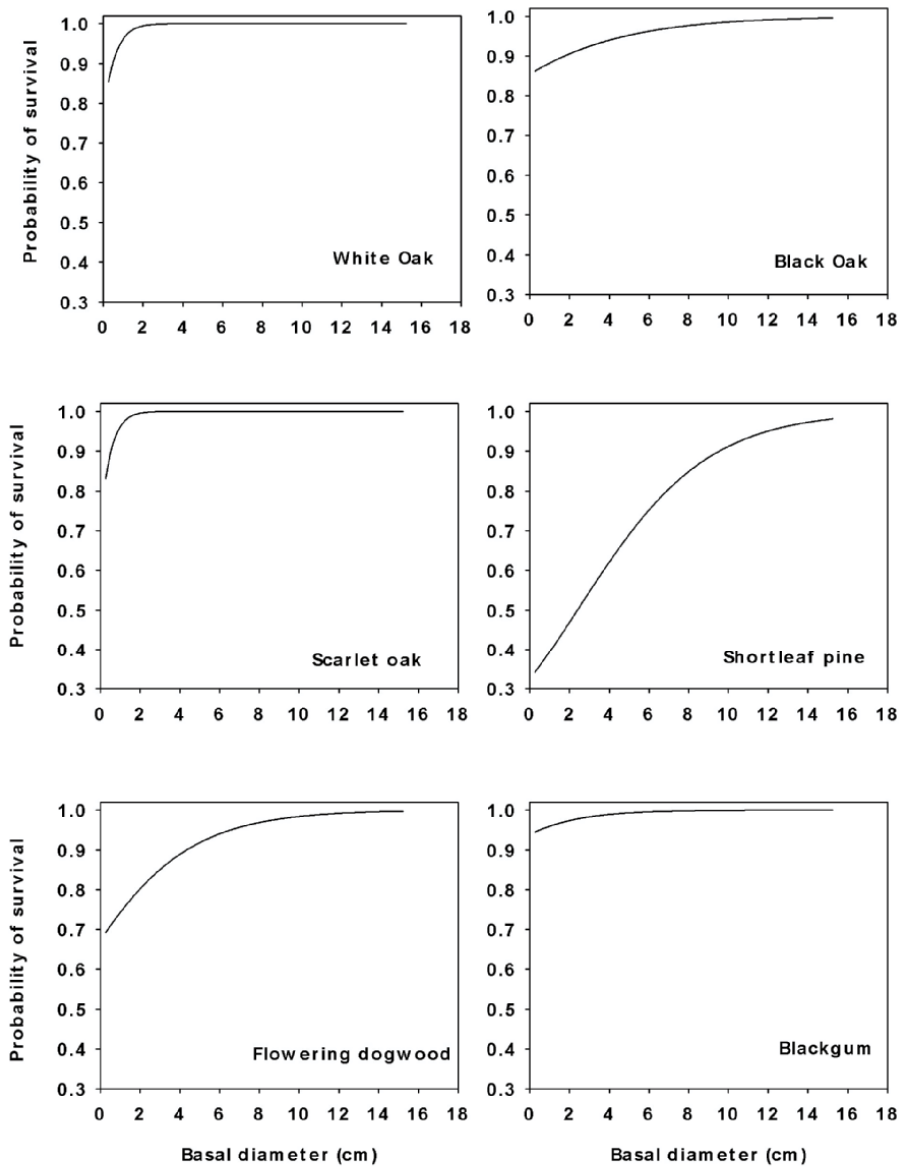 Probability of survival
1.0
0.9
0.8
0.7
0.6
0.5
0.4
0.3
White Oak
0 2 4 6 8 10 12 14 16 18
1.0
0.9
0.8
0.7
0.6
0.5
0.4
0.3
Black Oak
0 2 4 6 8 10 12 14 16 18
Probability of survival
1.0
0.9
0.8
0.7
0.6
0.5
0.4
0.3
Scarlet oak
0 2 4 6 8 10 12 14 16 18
1.0
0.9
0.8
0.7
0.6
0.5
0.4
0.3
Shortleaf pine
0 2 4 6 8 10 12 14 16 18
Probability of survival
1.0
0.9
0.8
0.7
0.6
0.5
0.4
0.3
Flowering dogwood
0 2 4 6 8 10 12 14 16 18
Basal diameter (cm)
1.0
0.9
0.8
0.7
0.6
0.5
0.4
0.3
Blackgum
0 2 4 6 8 10 12 14 16 18
Basal diameter (cm)